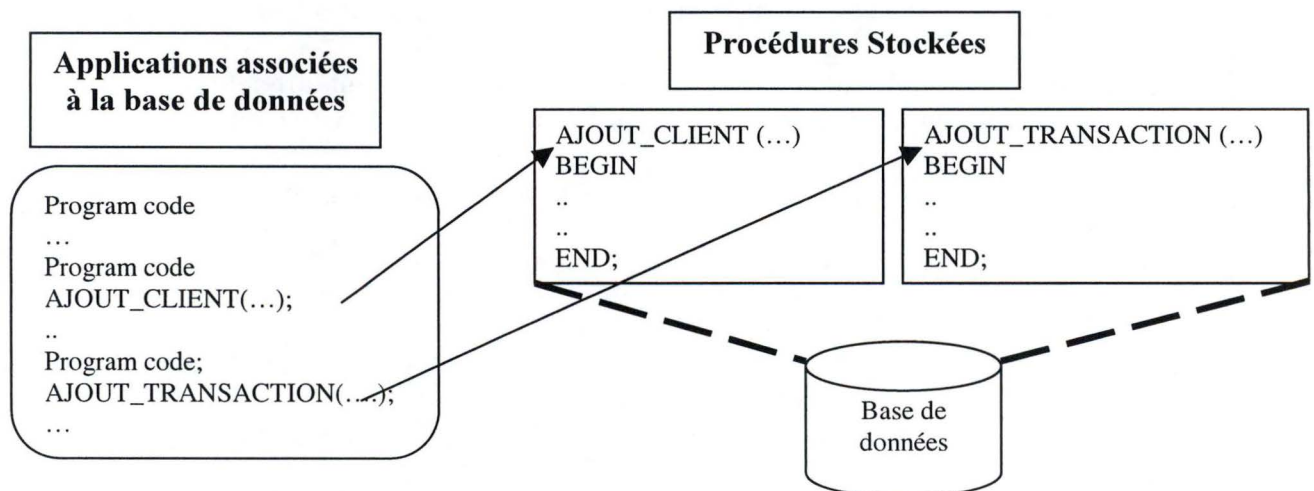 Applications associées
à la base de données
Program code
…
Program code
AJOUT_CLIENT(…);
..
Program code;
AJOUT_TRANSACTION(….);
…
Procédures Stockées
AJOUT_CLIENT (…)
BEGIN
..
..
END;
AJOUT_TRANSACTION (…)
BEGIN
..
..
END;
Base de
données